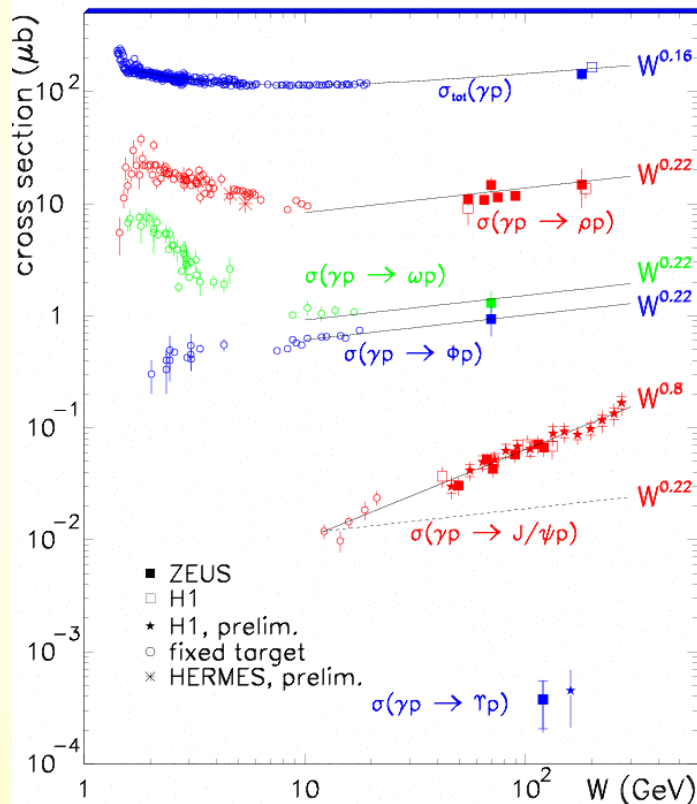 cross section (μb)
10²
10
1
10⁻¹
10⁻²
10⁻³
10⁻⁴
W^0.16
σtot(γp)
W^0.22
σ(γp → ρp)
W^0.22
σ(γp → ωp)
W^0.22
σ(γp → φp)
W^0.8
W^0.22
σ(γp → J/ψp)
■ ZEUS
□ H1
★ H1, prelim.
○ fixed target
✳ HERMES, prelim.
σ(γp → ϒp)
1 10 10² W (GeV)